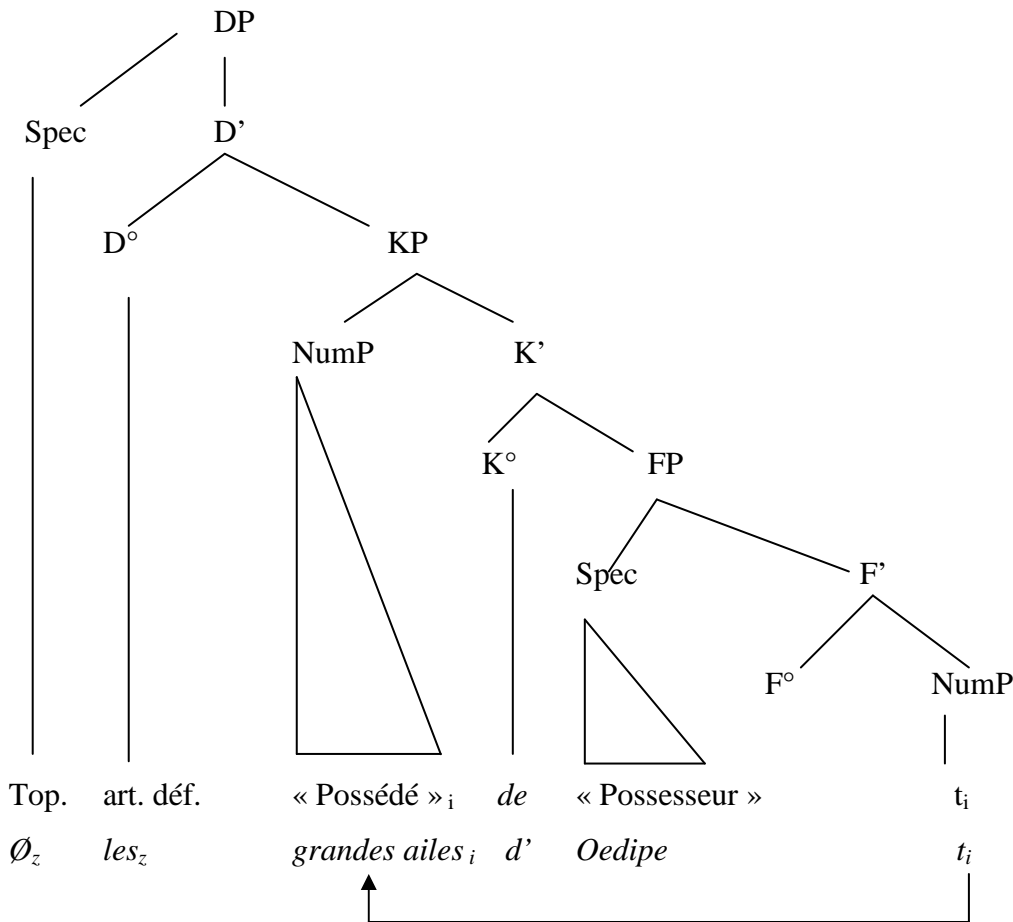 DP
Spec D’
D° KP
NumP K’
K° FP
Spec F’
F° NumP
Top. art. déf. « Possédé » i de « Possesseur » ti
Øz lesz grandes ailes i d’ Oedipe ti